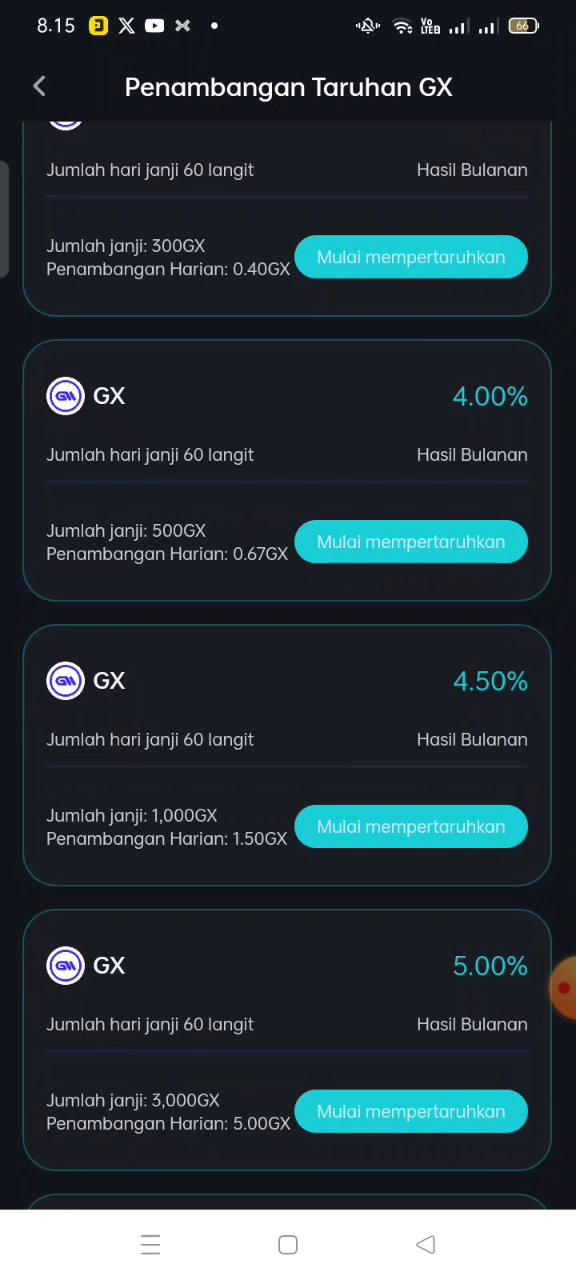 8.15
Vo
LTE2
66
Penambangan Taruhan GX
Jumlah hari janji 60 langit
Hasil Bulanan
Jumlah janji: 300GX
Penambangan Harian: 0.40GX
Mulai mempertaruhkan
GX
4.00%
Jumlah hari janji 60 langit
Hasil Bulanan
Jumlah janji: 500GX
Penambangan Harian: 0.67GX
Mulai mempertaruhkan
GX
4.50%
Jumlah hari janji 60 langit
Hasil Bulanan
Jumlah janji: 1,000GX
Penambangan Harian: 1.50GX
Mulai mempertaruhkan
GX
5.00%
Jumlah hari janji 60 langit
Hasil Bulanan
Jumlah janji: 3,000GX
Penambangan Harian: 5.00GX
Mulai mempertaruhkan